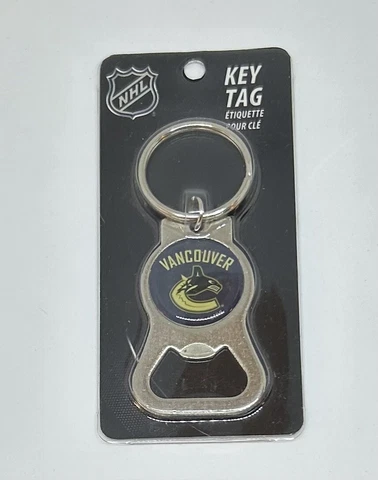 NHL
KEY
TAG
ÉTIQUETTE
POUR CLÉ
VANCOUVER